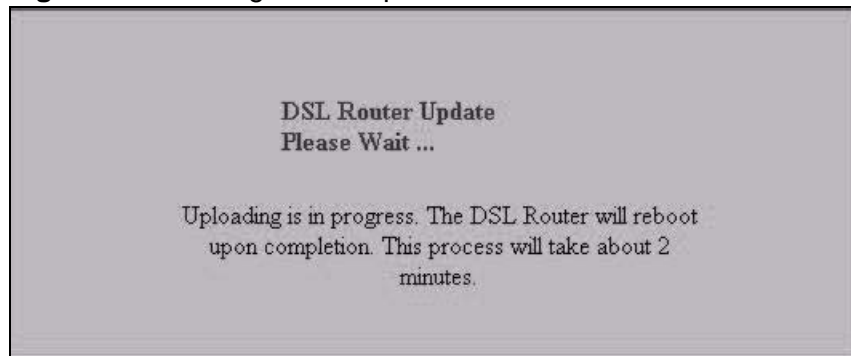 DSL Router Update
Please Wait ...
Uploading is in progress. The DSL Router will reboot
upon completion. This process will take about 2
minutes.